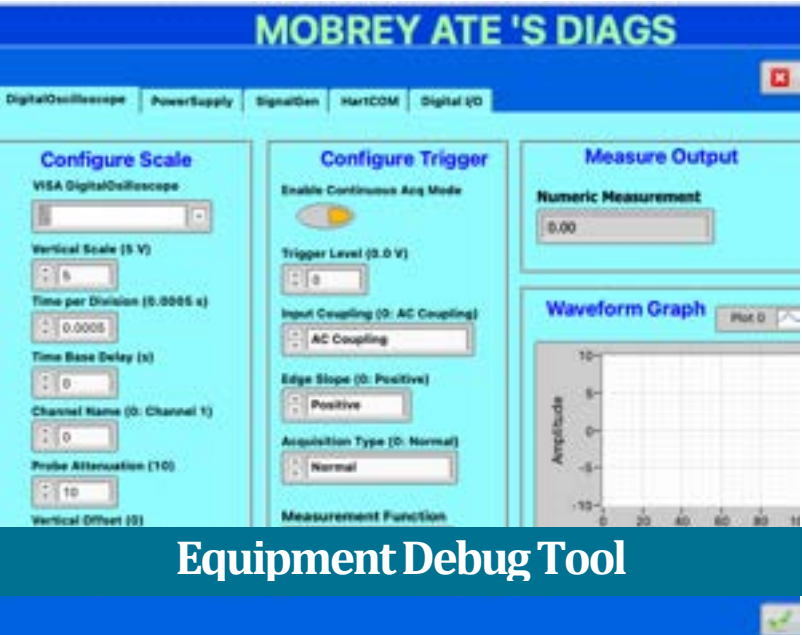 MOBREY ATE 'S DIAGS
DigitalOscilloscope PowerSupply SignalGen HartCOM Digital I/O
Configure Scale
VISA DigitalOsilloscope
Vertical Scale (5 V)
5
Time per Division (0.0005 s)
0.0005
Time Base Delay (s)
0
Channel Name (0: Channel 1)
0
Probe Attenuation (10)
10
Vertical Offset (0)
Configure Trigger
Enable Continuous Acq Mode
Trigger Level (0.0 V)
0
Input Coupling (0: AC Coupling)
AC Coupling
Edge Slope (0: Positive)
Positive
Acquisition Type (0: Normal)
Normal
Measurement Function
Measure Output
Numeric Measurement
0.00
Waveform Graph
Plot 0
Amplitude
10
5
0
-5
-10
0 20 40 60 80
Equipment Debug Tool